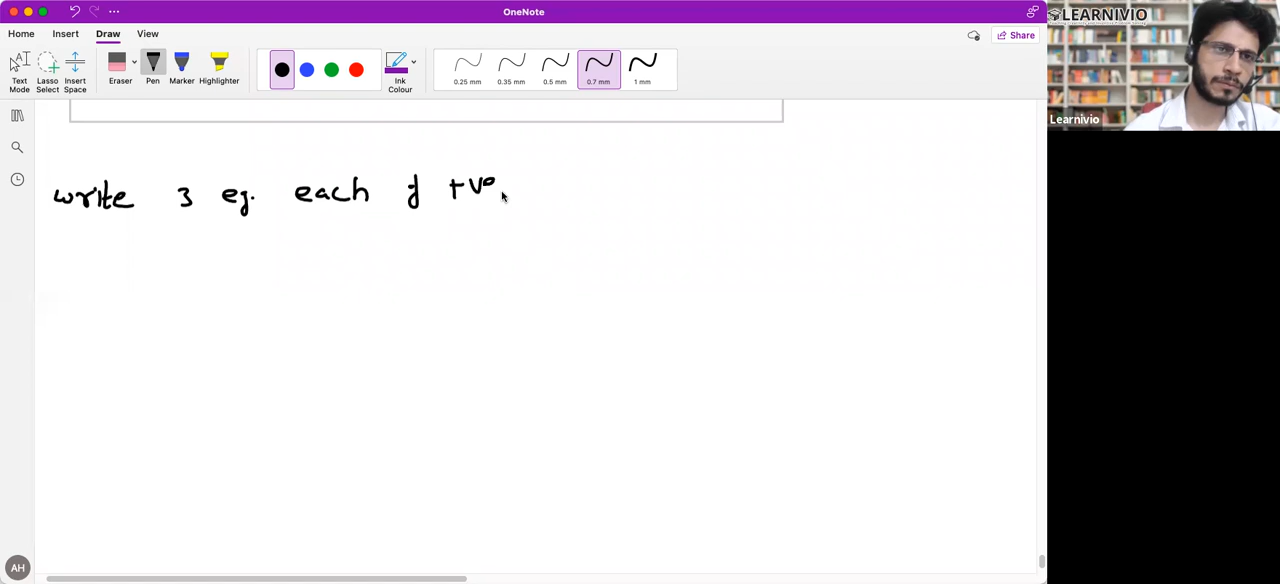 OneNote
LEARNIVIO
Home Insert Draw View
Share
Text Mode
Lasso Select
Insert Space
Eraser
Pen
Marker
Highlighter
Ink Colour
0.25 mm
0.35 mm
0.5 mm
0.7 mm
1 mm
Learnivio
write 3 eg. each of +ve
AH